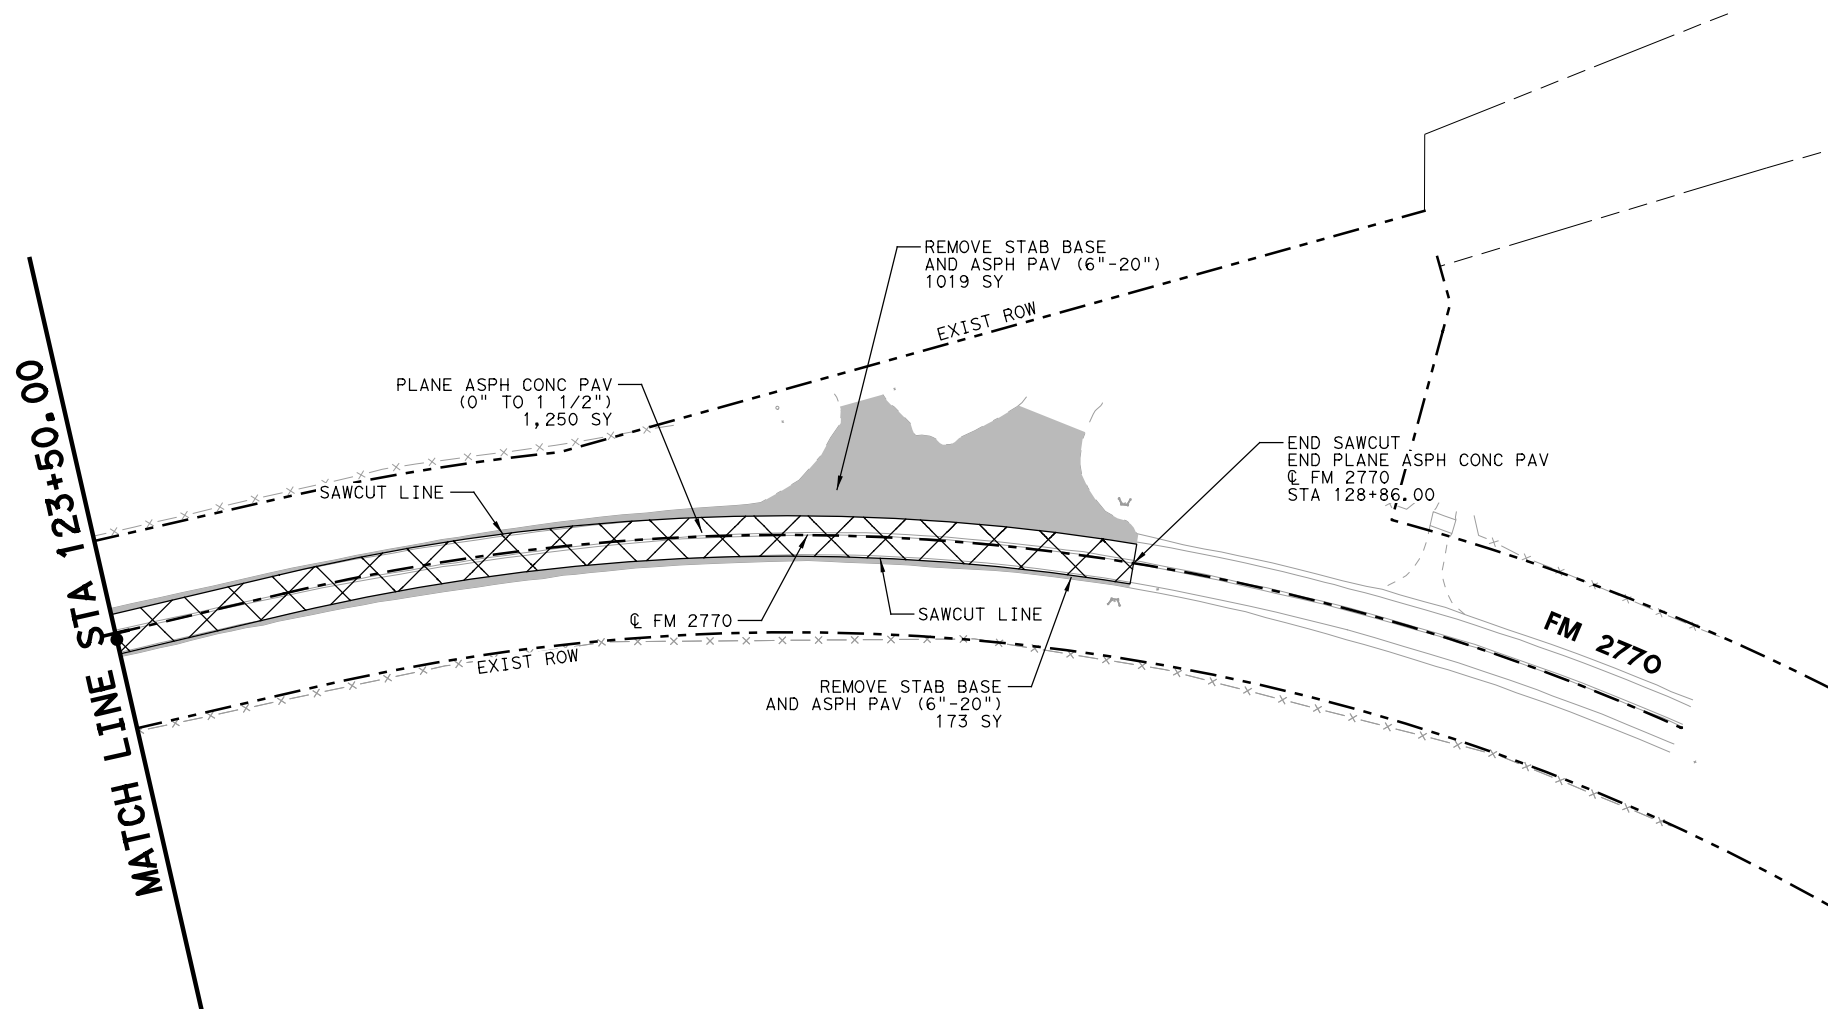 REMOVE STAB BASE
AND ASPH PAV (6"-20")
1019 SY
EXIST ROW
PLANE ASPH CONC PAV
(0" TO 1 1/2")
1,250 SY
SAWCUT LINE
END SAWCUT
END PLANE ASPH CONC PAV
℄ FM 2770
STA 128+86.00
MATCH LINE STA 123+50.00
℄ FM 2770
SAWCUT LINE
FM 2770
EXIST ROW
REMOVE STAB BASE
AND ASPH PAV (6"-20")
173 SY